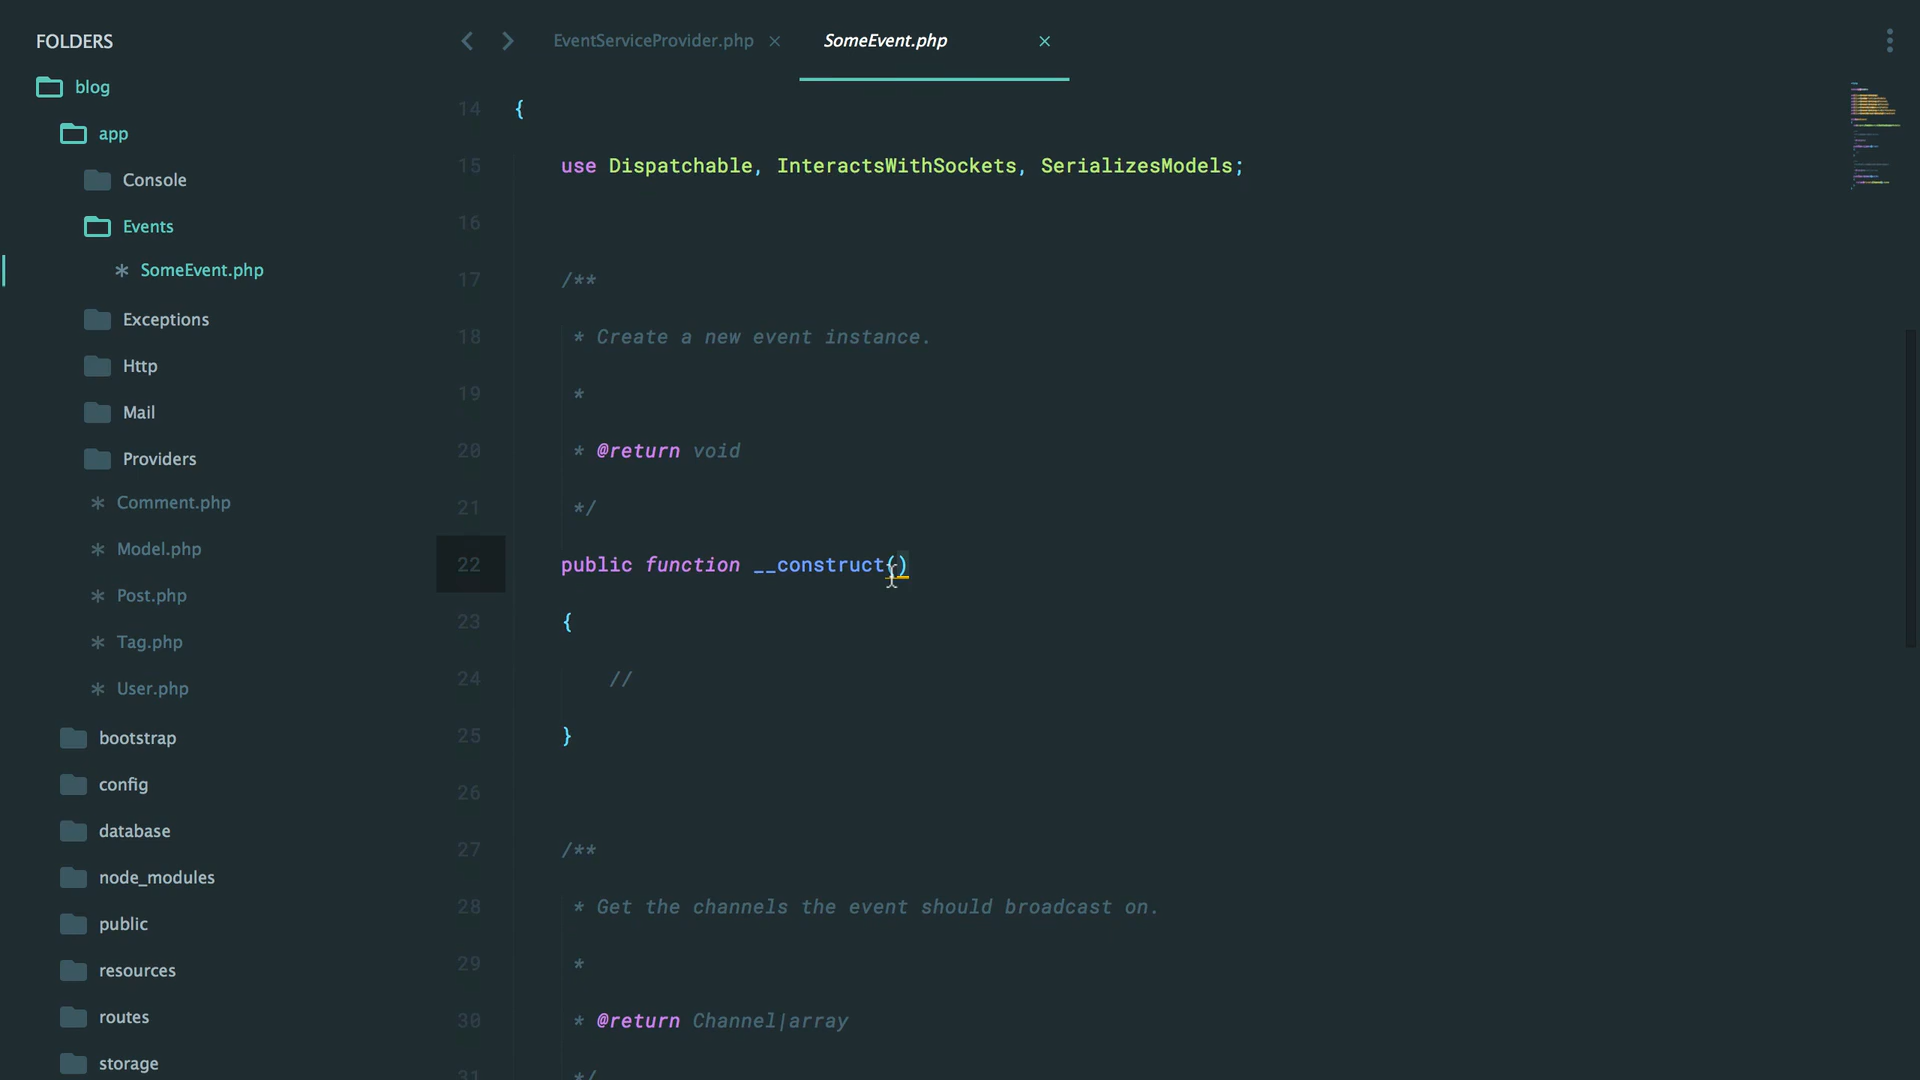 FOLDERS
blog
app
Console
Events
SomeEvent.php
Exceptions
Http
Mail
Providers
Comment.php
Model.php
Post.php
Tag.php
User.php
bootstrap
config
database
node_modules
public
resources
routes
storage
EventServiceProvider.php × SomeEvent.php ×
14 {
15 use Dispatchable, InteractsWithSockets, SerializesModels;
16
17 /**
18 * Create a new event instance.
19 *
20 * @return void
21 */
22 public function __construct()
23 {
24 //
25 }
26
27 /**
28 * Get the channels the event should broadcast on.
29 *
30 * @return Channel|array
31 */